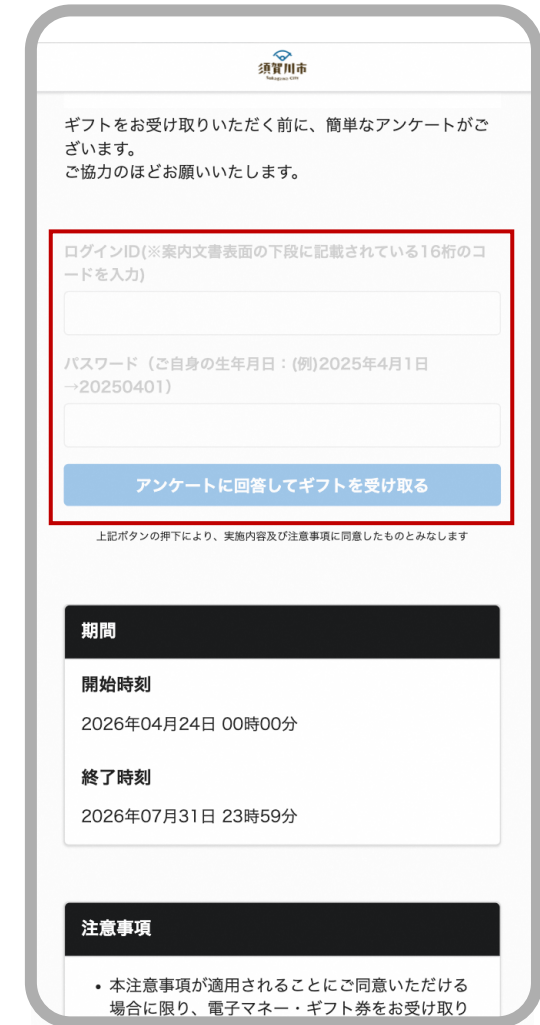 須賀川市
Sukagawa City
ギフトをお受け取りいただく前に、簡単なアンケートがご
ざいます。
ご協力のほどお願いいたします。
ログインID(※案内文書表面の下段に記載されている16桁のコ
ードを入力)
パスワード（ご自身の生年月日：(例)2025年4月1日
→20250401）
アンケートに回答してギフトを受け取る
上記ボタンの押下により、実施内容及び注意事項に同意したものとみなします
期間
開始時刻
2026年04月24日 00時00分
終了時刻
2026年07月31日 23時59分
注意事項
• 本注意事項が適用されることにご同意いただける
場合に限り、電子マネー・ギフト券をお受け取り